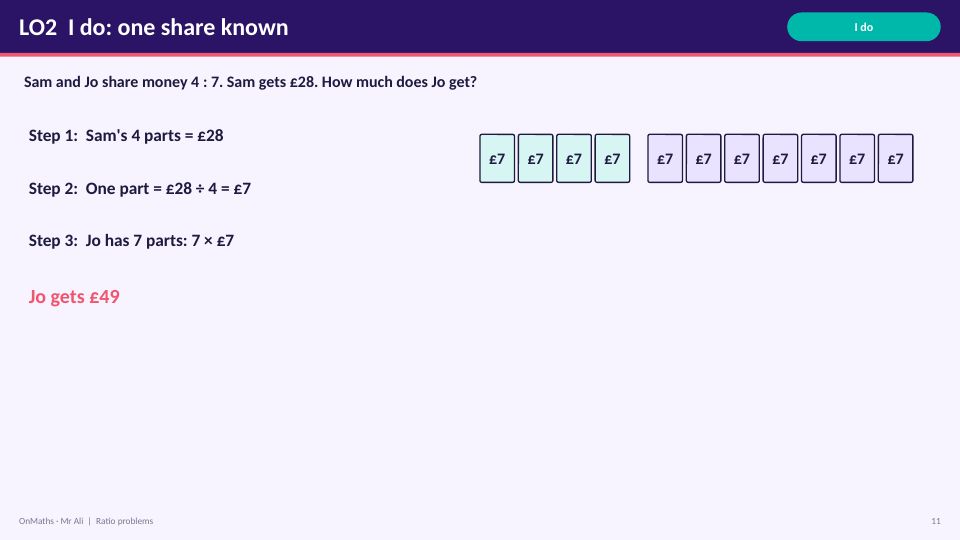 LO2 I do: one share known
I do
Sam and Jo share money 4 : 7. Sam gets £28. How much does Jo get?
Step 1: Sam's 4 parts = £28
£7 £7 £7 £7 £7 £7 £7 £7 £7 £7 £7
Step 2: One part = £28 ÷ 4 = £7
Step 3: Jo has 7 parts: 7 × £7
Jo gets £49
OnMaths - Mr Ali | Ratio problems
11